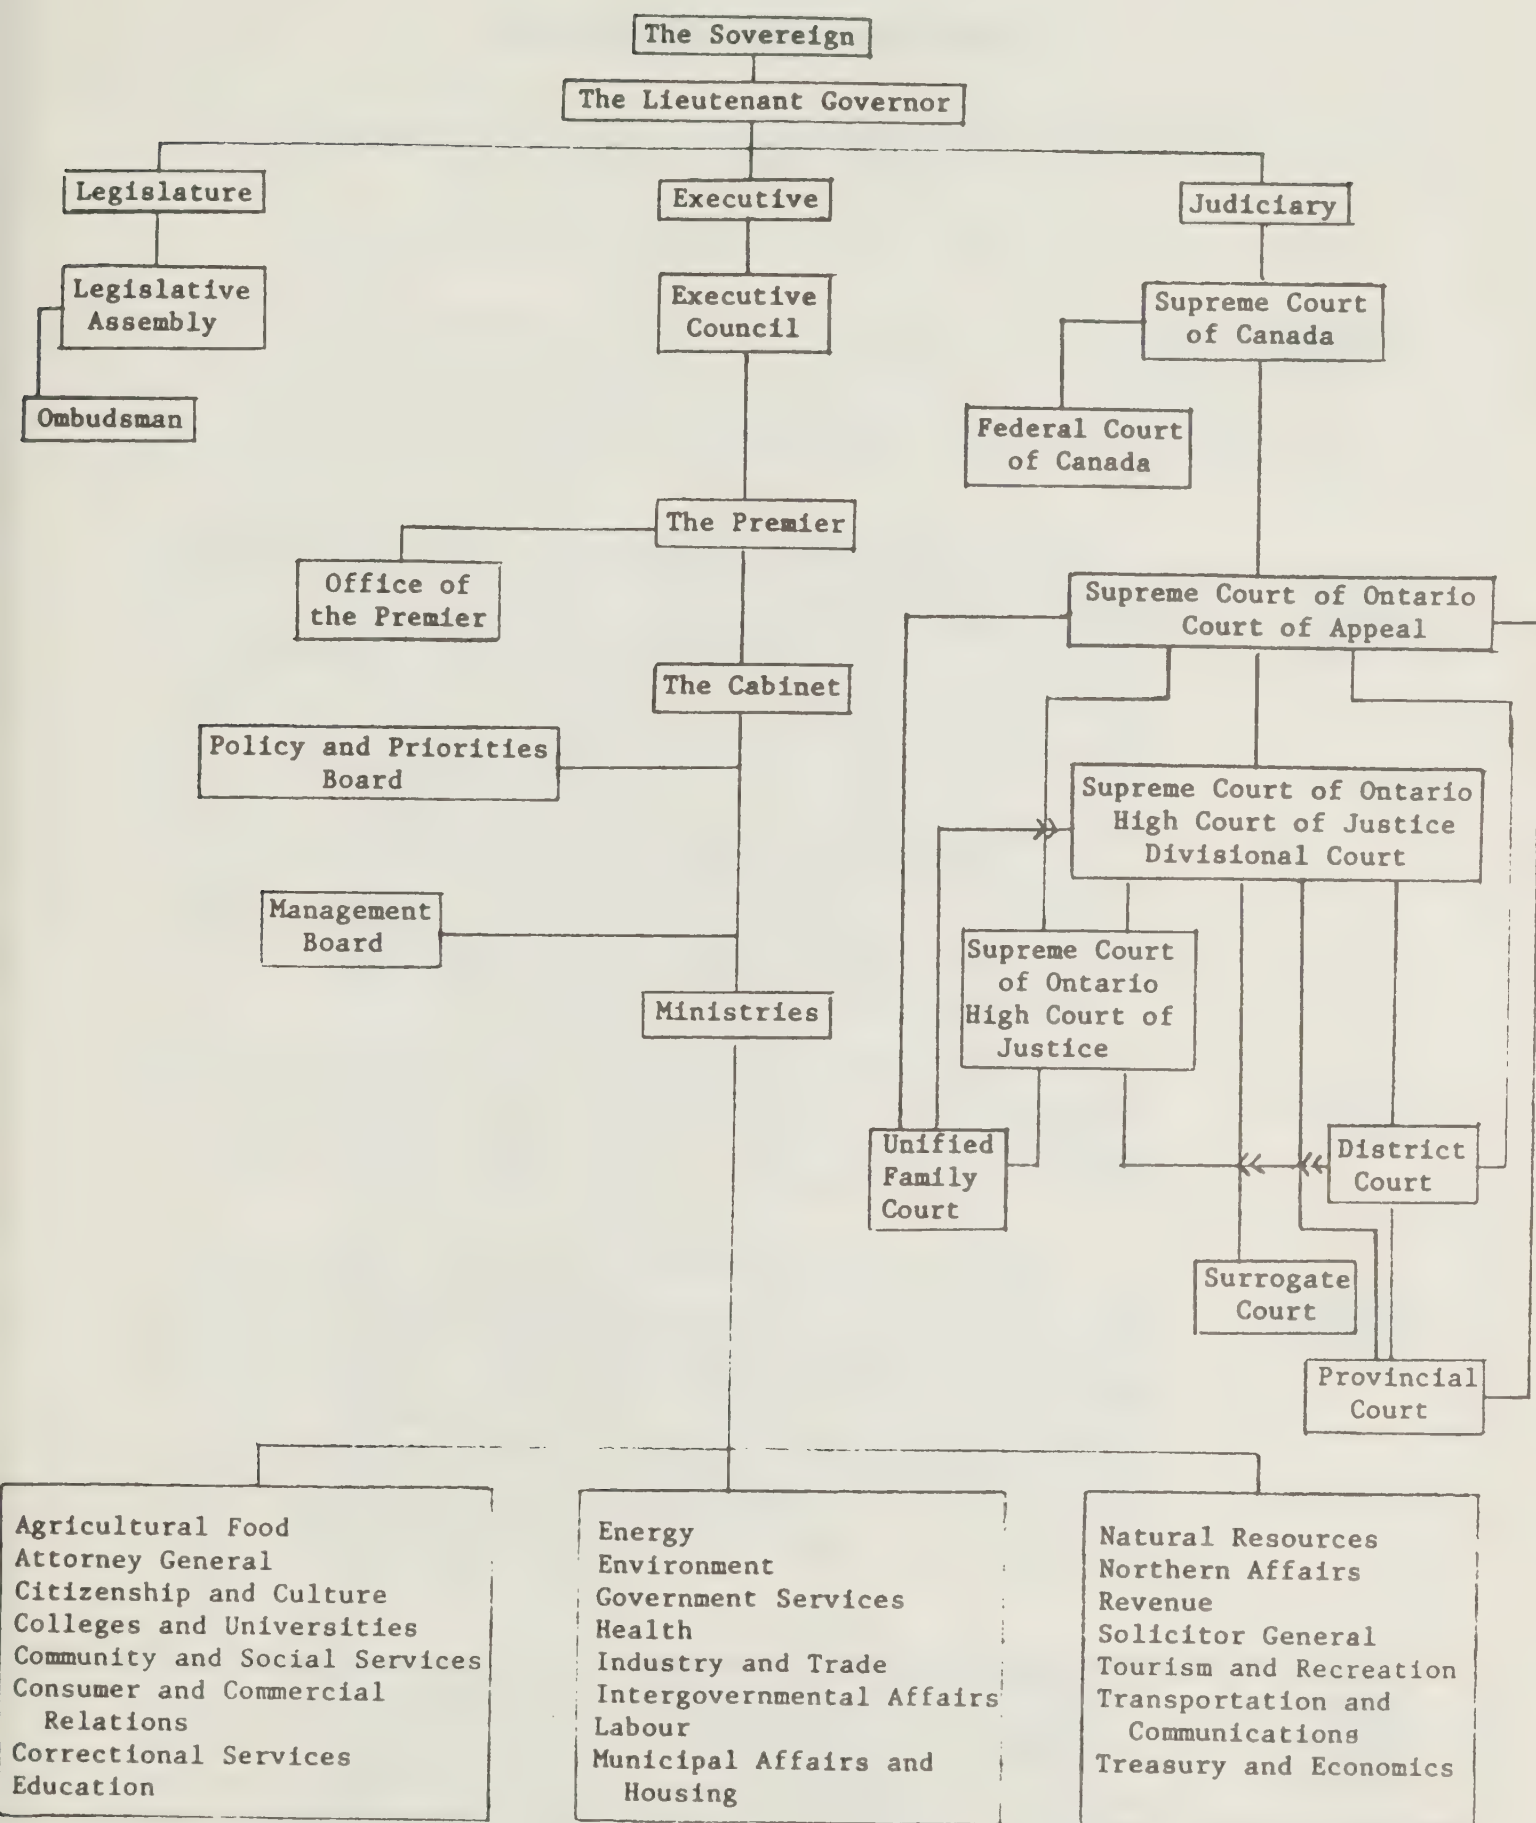 The Sovereign
The Lieutenant Governor
Legislature
Executive
Judiciary
Legislative
Assembly
Executive
Council
Supreme Court
of Canada
Ombudsman
Federal Court
of Canada
The Premier
Office of
the Premier
Supreme Court of Ontario
Court of Appeal
The Cabinet
Policy and Priorities
Board
Supreme Court of Ontario
High Court of Justice
Divisional Court
Management
Board
Supreme Court
of Ontario
High Court of
Justice
Ministries
Unified
Family
Court
District
Court
Surrogate
Court
Provincial
Court
Agricultural Food
Attorney General
Citizenship and Culture
Colleges and Universities
Community and Social Services
Consumer and Commercial
Relations
Correctional Services
Education
Energy
Environment
Government Services
Health
Industry and Trade
Intergovernmental Affairs
Labour
Municipal Affairs and
Housing
Natural Resources
Northern Affairs
Revenue
Solicitor General
Tourism and Recreation
Transportation and
Communications
Treasury and Economics